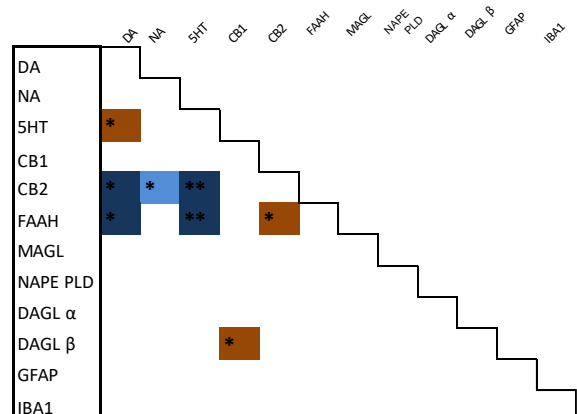 DA NA 5HT CB1 CB2 FAAH MAGL NAPE PLD DAGL α DAGL β GFAP IBA1
DA
NA
5HT *
CB1
CB2 * * **
FAAH * ** *
MAGL
NAPE PLD
DAGL α
DAGL β *
GFAP
IBA1